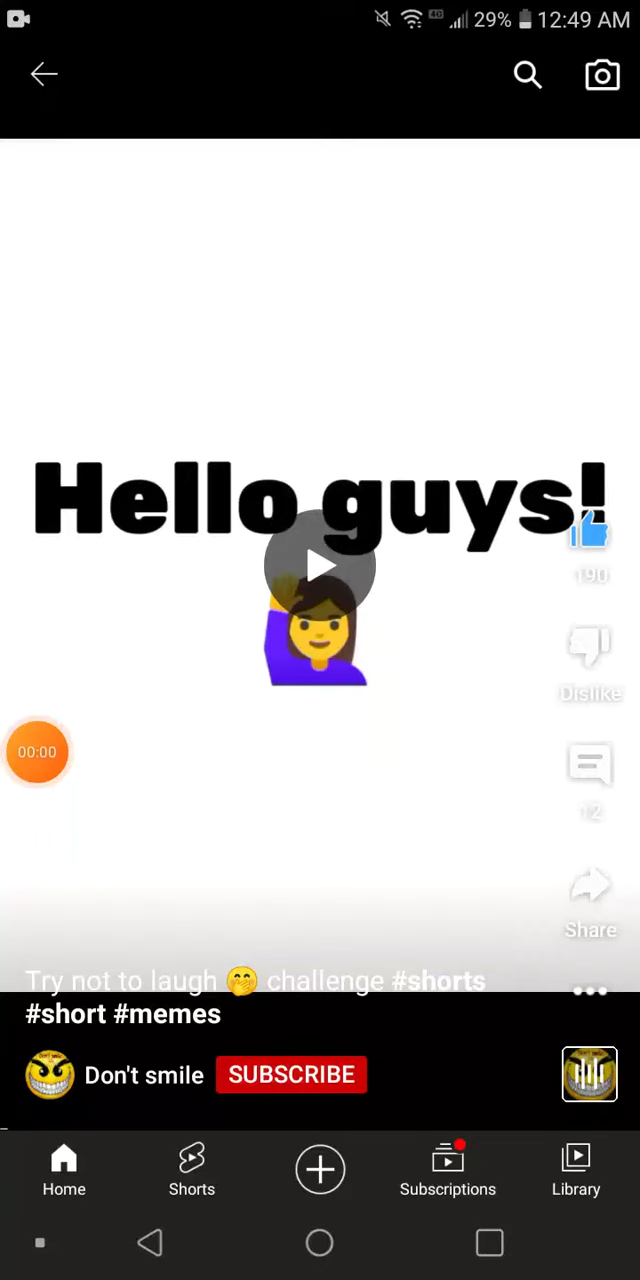 4G 29% 12:49 AM
Hello guys!
190
Dislike
00:00
12
Share
Try not to laugh 🤭 challenge #shorts
#short #memes
Don't smile SUBSCRIBE
Home Shorts Subscriptions Library